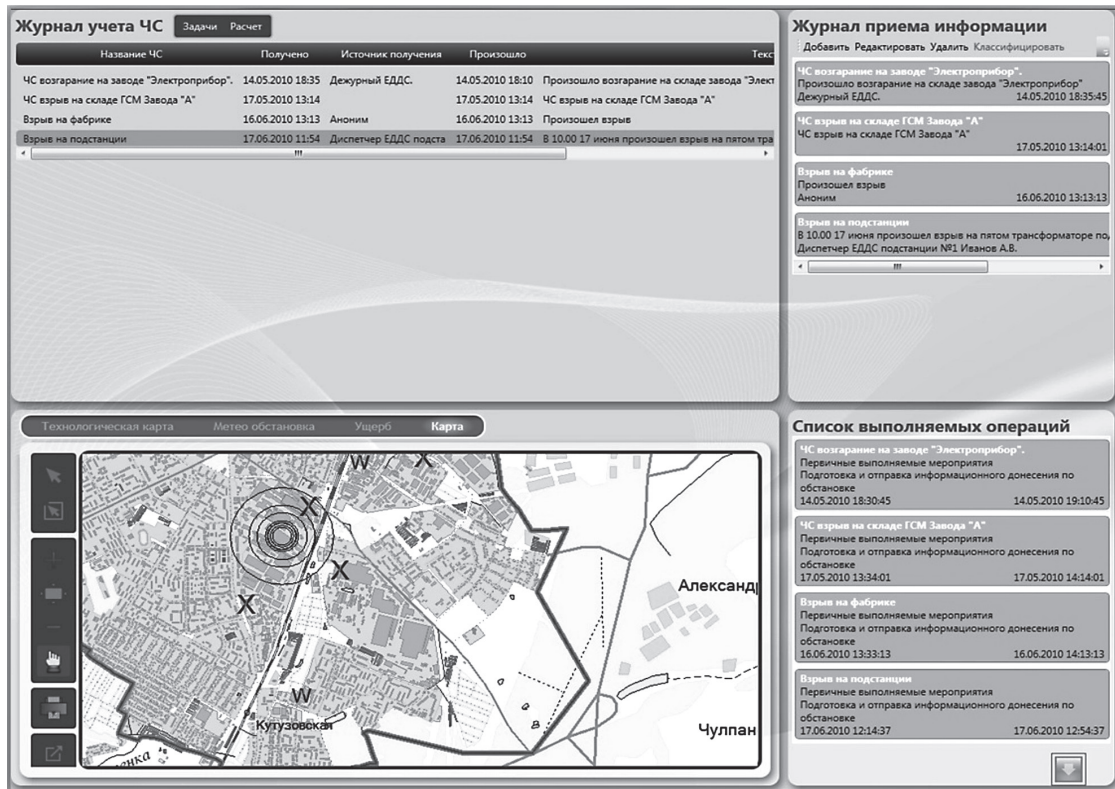 Журнал учета ЧС Задачи Расчет
Название ЧС Получено Источник получения Произошло Текс
ЧС возгарание на заводе "Электроприбор". 14.05.2010 18:35 Дежурный ЕДДС. 14.05.2010 18:10 Произошло возгарание на складе завода "Элект
ЧС взрыв на складе ГСМ Завода "А" 17.05.2010 13:14 17.05.2010 13:14 ЧС взрыв на складе ГСМ Завода "А"
Взрыв на фабрике 16.06.2010 13:13 Аноним 16.06.2010 13:13 Произошел взрыв
Взрыв на подстанции 17.06.2010 11:54 Диспетчер ЕДДС подста 17.06.2010 11:54 В 10.00 17 июня произошел взрыв на пятом тра
Журнал приема информации
Добавить Редактировать Удалить Классифицировать
ЧС возгарание на заводе "Электроприбор".
Произошло возгарание на складе завода "Электроприбор"
Дежурный ЕДДС. 14.05.2010 18:35:45
ЧС взрыв на складе ГСМ Завода "А"
ЧС взрыв на складе ГСМ Завода "А"
17.05.2010 13:14:01
Взрыв на фабрике
Произошел взрыв
Аноним 16.06.2010 13:13:13
Взрыв на подстанции
В 10.00 17 июня произошел взрыв на пятом трансформаторе по
Диспетчер ЕДДС подстанции №1 Иванов А.В.
Технологическая карта Метео обстановка Ущерб Карта
W X
X
X
X
W
Александ
Кутузовская
Чулпан
енка
Список выполняемых операций
ЧС возгарание на заводе "Электроприбор".
Первичные выполняемые мероприятия
Подготовка и отправка информационного донесения по
обстановке
14.05.2010 18:30:45 14.05.2010 19:10:45
ЧС взрыв на складе ГСМ Завода "А"
Первичные выполняемые мероприятия
Подготовка и отправка информационного донесения по
обстановке
17.05.2010 13:34:01 17.05.2010 14:14:01
Взрыв на фабрике
Первичные выполняемые мероприятия
Подготовка и отправка информационного донесения по
обстановке
16.06.2010 13:33:13 16.06.2010 14:13:13
Взрыв на подстанции
Первичные выполняемые мероприятия
Подготовка и отправка информационного донесения по
обстановке
17.06.2010 12:14:37 17.06.2010 12:54:37